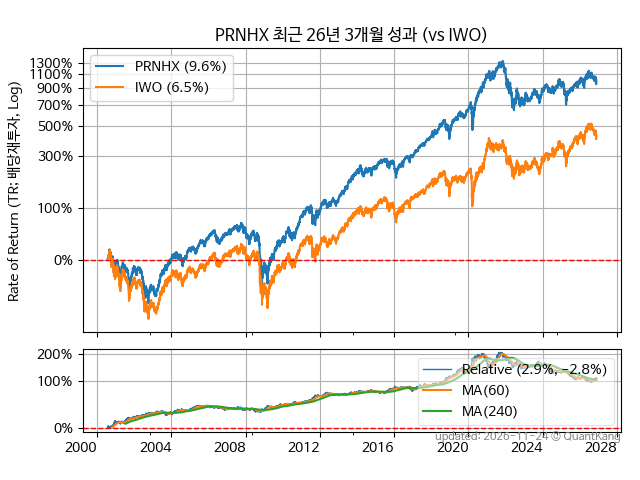 PRNHX 최근 26년 3개월 성과 (vs IWO)
Rate of Return (TR: 배당재투자, Log)
1300%
1100%
900%
700%
500%
300%
100%
0%
PRNHX (9.6%)
IWO (6.5%)
200%
100%
0%
Relative (2.9%, −2.8%)
MA(60)
MA(240)
2000
2004
2008
2012
2016
2020
2024
2028
updated: 2026-11-24 © QuantKang